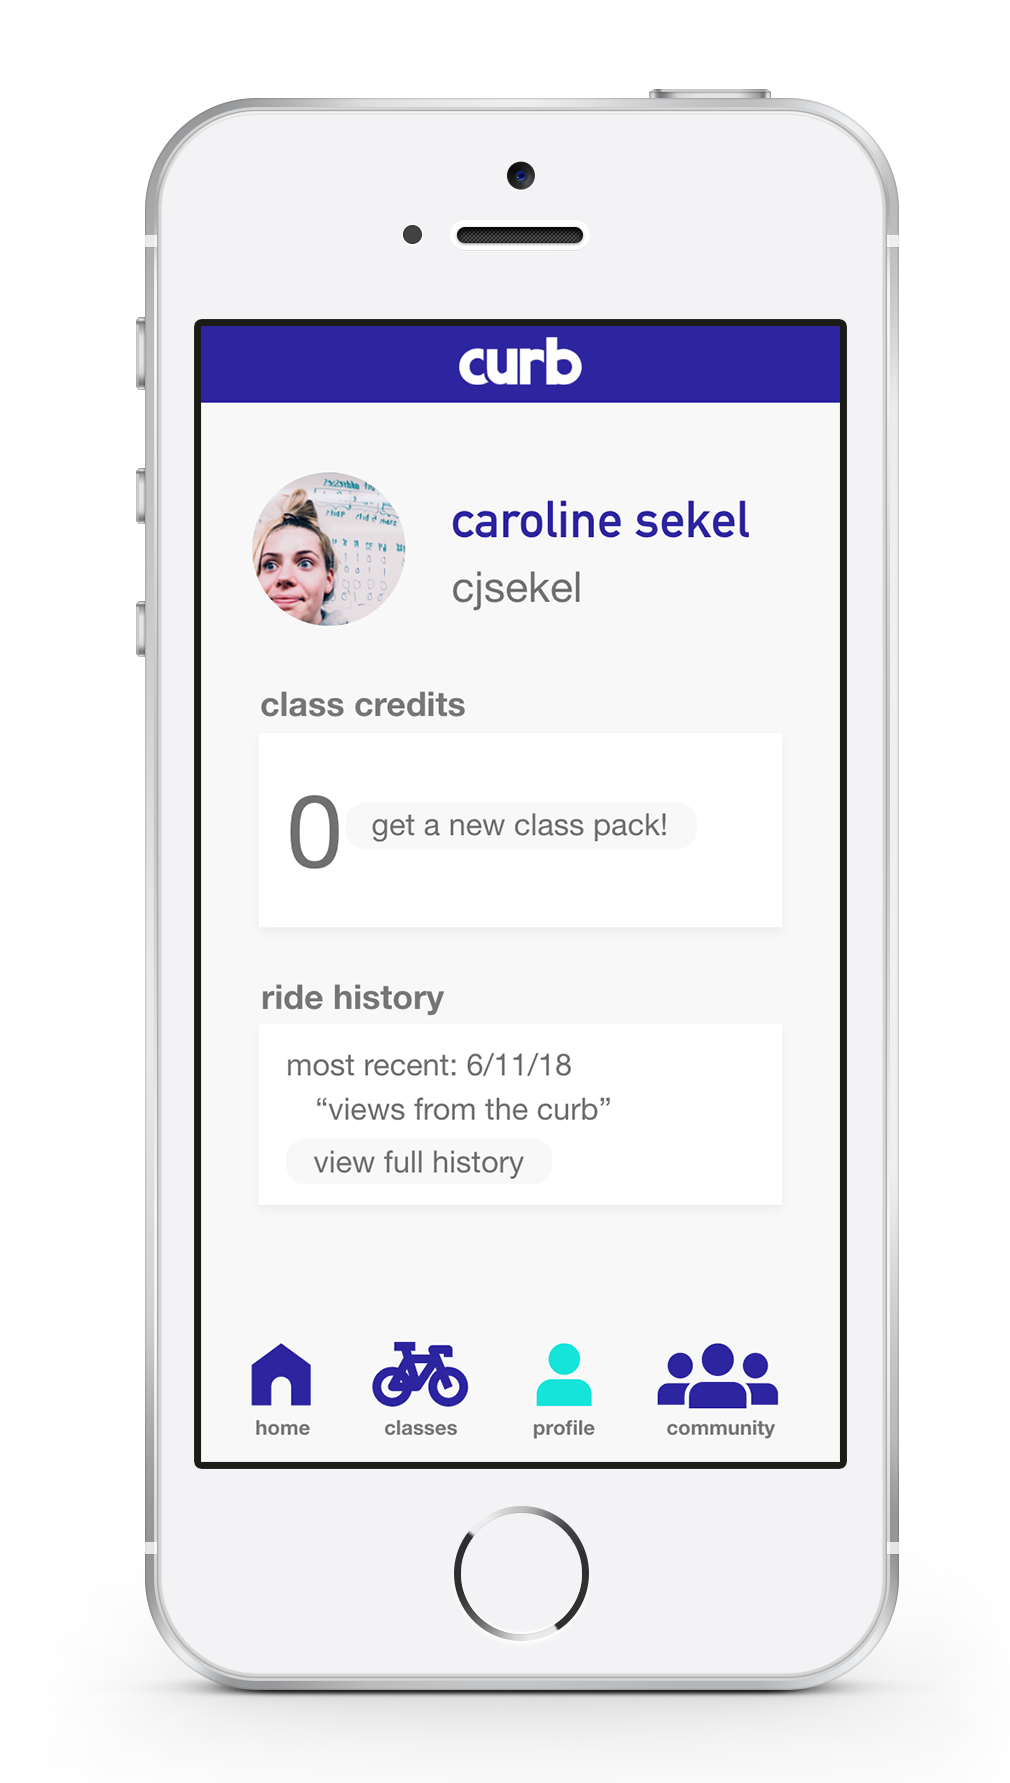 curb
caroline sekel
cjsekel
class credits
0 get a new class pack!
ride history
most recent: 6/11/18
“views from the curb”
view full history
home classes profile community